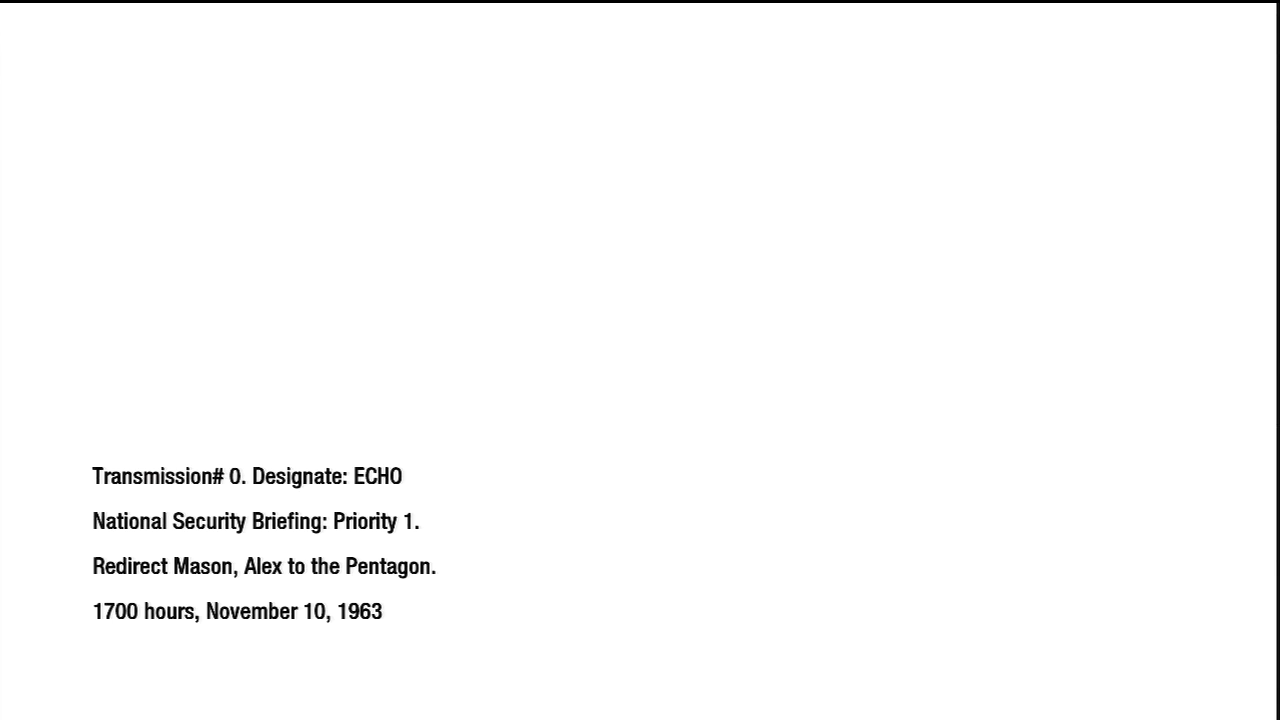 Transmission# 0. Designate: ECHO
National Security Briefing: Priority 1.
Redirect Mason, Alex to the Pentagon.
1700 hours, November 10, 1963